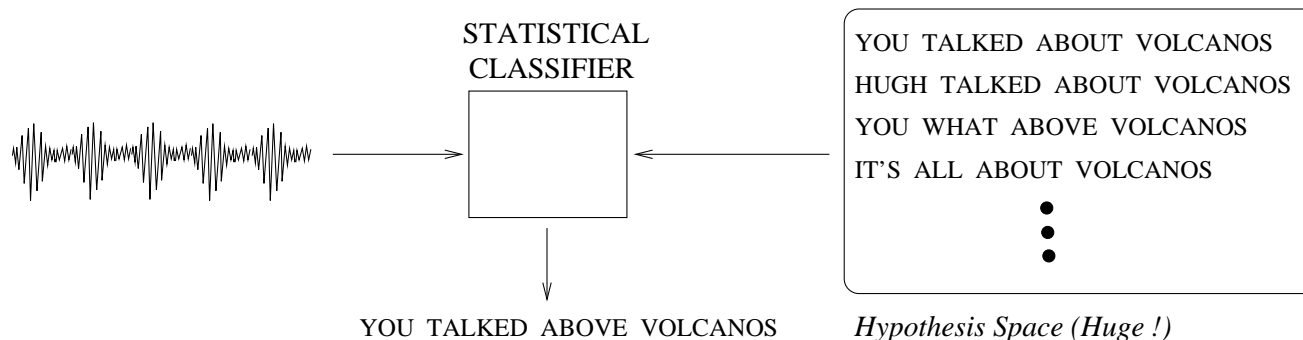 STATISTICAL
CLASSIFIER
YOU TALKED ABOUT VOLCANOS
HUGH TALKED ABOUT VOLCANOS
YOU WHAT ABOVE VOLCANOS
IT'S ALL ABOUT VOLCANOS
YOU TALKED ABOVE VOLCANOS
Hypothesis Space (Huge !)